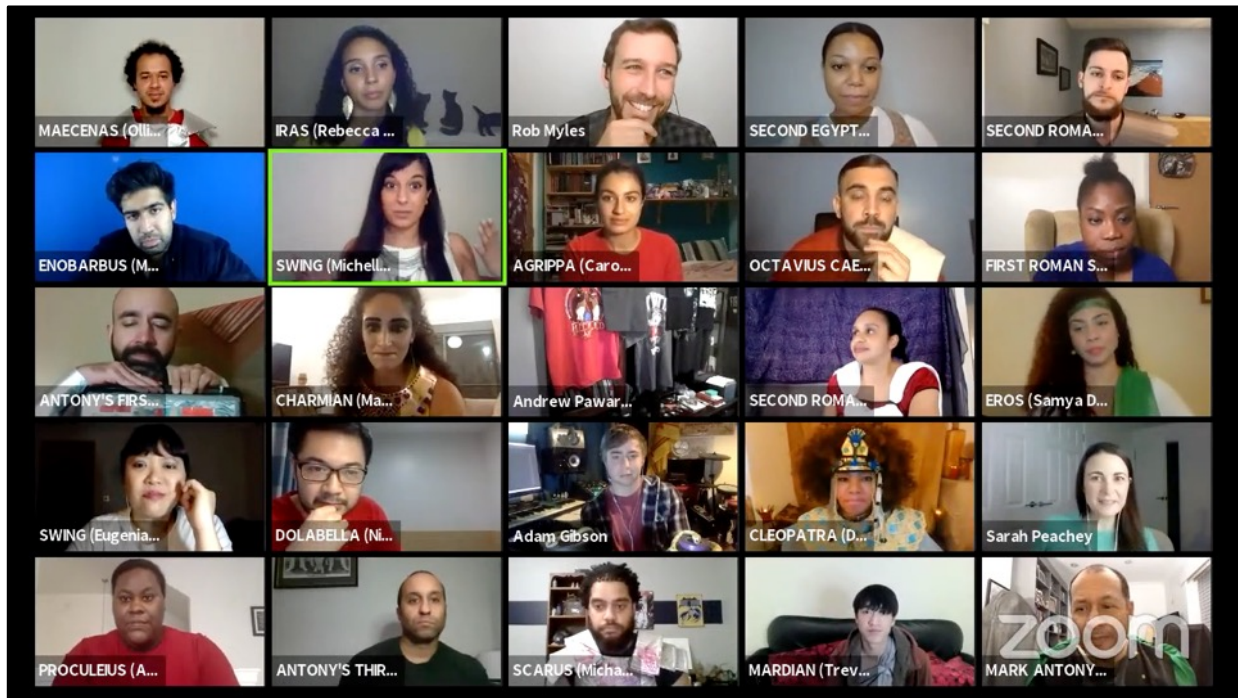 MAECENAS (Olli...
IRAS (Rebecca ...
Rob Myles
SECOND EGYPT...
SECOND ROMA...
ENOBARBUS (M...
SWING (Michell...
AGRIPPA (Caro...
OCTAVIUS CAE...
FIRST ROMAN S...
ANTONY'S FIRS...
CHARMIAN (Ma...
Andrew Pawar...
SECOND ROMA...
EROS (Samya D...
SWING (Eugenia...
DOLABELLA (Ni...
Adam Gibson
CLEOPATRA (D...
Sarah Peachey
PROCULEIUS (A...
ANTONY'S THIR...
SCARUS (Micha...
MARDIAN (Trev...
MARK ANTONY...
zoom